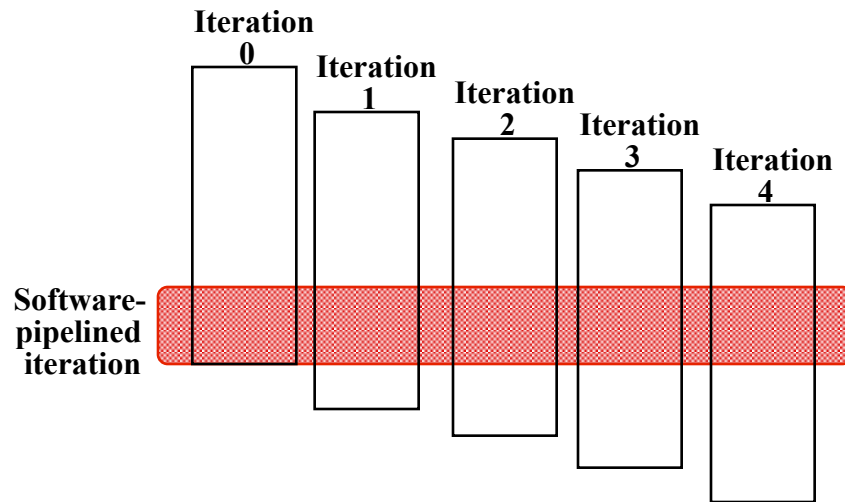 Iteration
0
Iteration
1
Iteration
2
Iteration
3
Iteration
4
Software-
pipelined
iteration